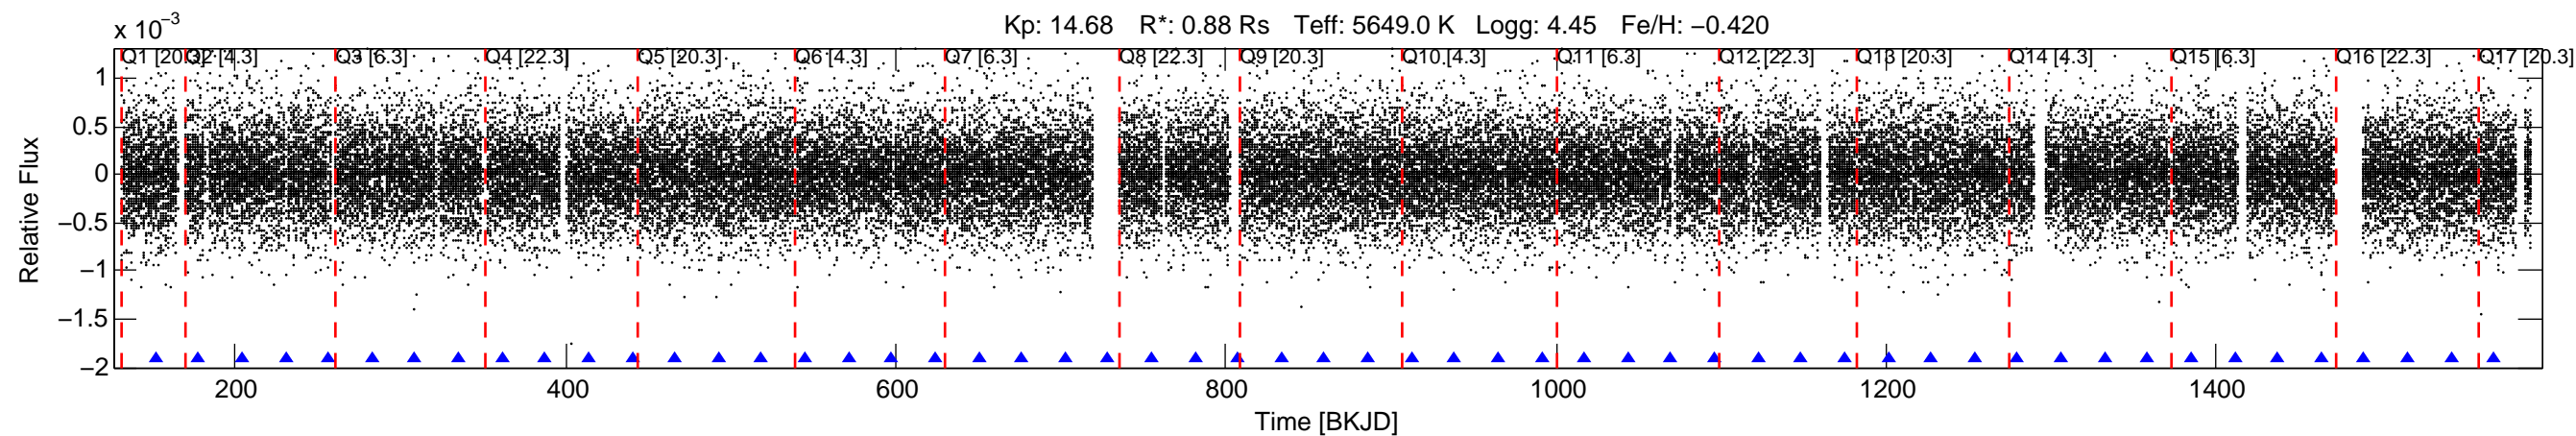 Kp: 14.68 R*: 0.88 Rs Teff: 5649.0 K Logg: 4.45 Fe/H: −0.420
x 10−3
Q1 [20.3] Q2 [4.3] Q3 [6.3] Q4 [22.3] Q5 [20.3] Q6 [4.3] Q7 [6.3] Q8 [22.3] Q9 [20.3] Q10 [4.3] Q11 [6.3] Q12 [22.3] Q13 [20.3] Q14 [4.3] Q15 [6.3] Q16 [22.3] Q17 [20.3]
1
0.5
0
−0.5
−1
−1.5
−2
Relative Flux
200 400 600 800 1000 1200 1400
Time [BKJD]